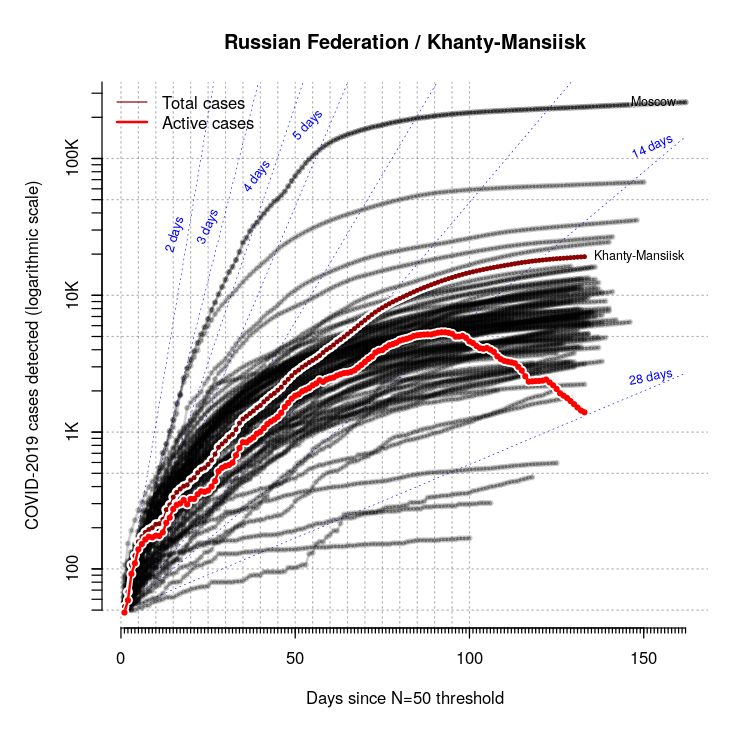 Russian Federation / Khanty-Mansiisk
Total cases
Active cases
Moscow
Khanty-Mansiisk
2 days
3 days
4 days
5 days
14 days
28 days
COVID-2019 cases detected (logarithmic scale)
100K
10K
1K
100
0
50
100
150
Days since N=50 threshold